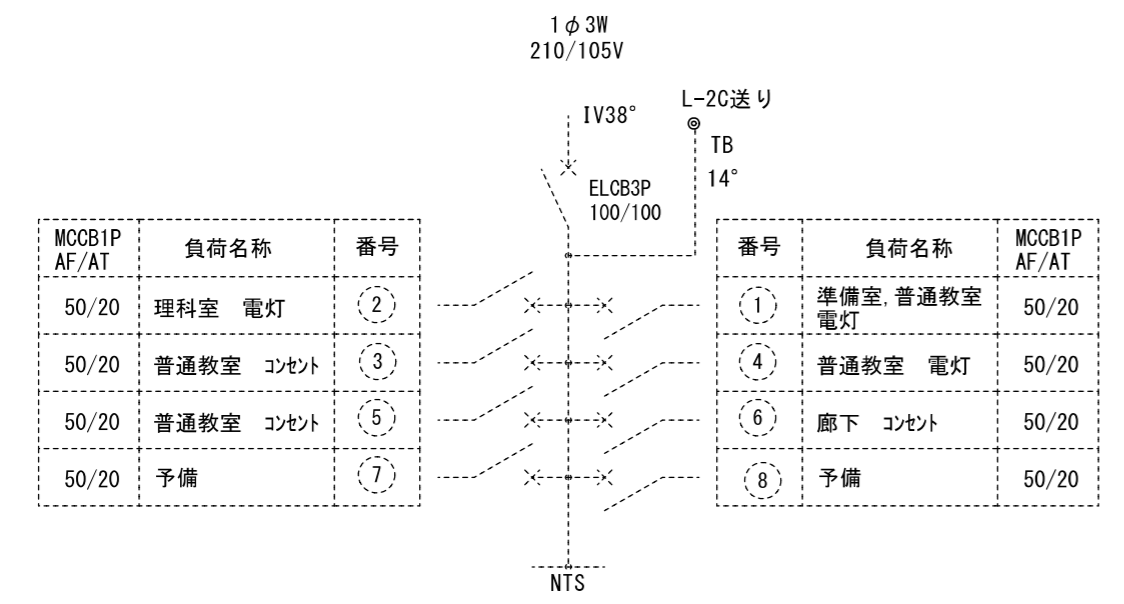 1φ3W
210/105V
IV38°
L-2C送り
TB
14°
ELCB3P
100/100
MCCB1P
AF/AT
負荷名称
番号
50/20 理科室 電灯 2
50/20 普通教室 コンセント 3
50/20 普通教室 コンセント 5
50/20 予備 7
番号
負荷名称
MCCB1P
AF/AT
1 準備室,普通教室
電灯
50/20
4 普通教室 電灯 50/20
6 廊下 コンセント 50/20
8 予備 50/20
NTS